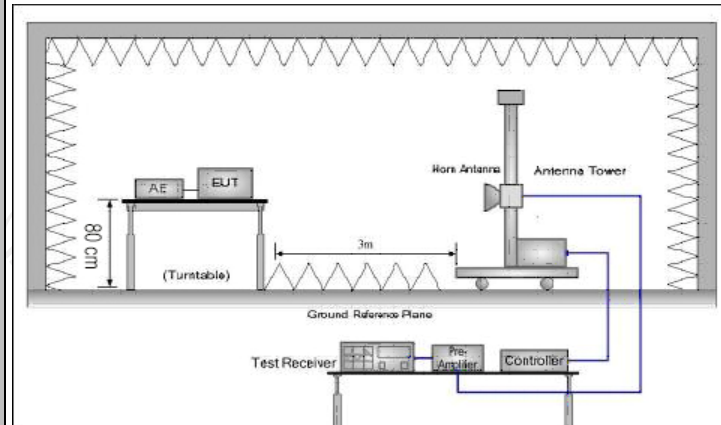 Horn Antenna
Antenna Tower
AE
EUT
80 cm
3m
(Turntable)
Ground Reference Plane
Test Receiver
Pre-
Amplifier
Controller